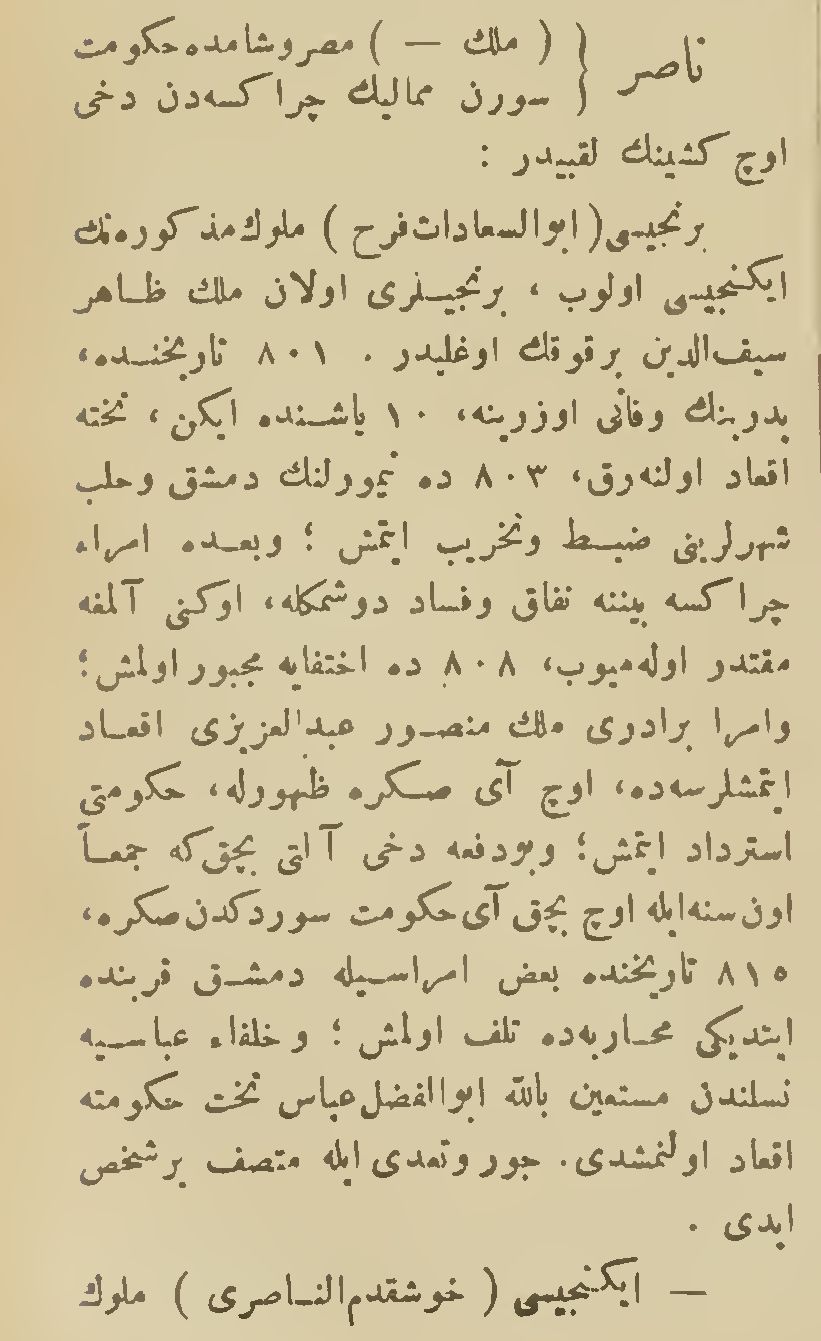 ناصر { ( ملك — ) مصر وشامده حكومت
سورن مماليك چراكسه‌دن دخی
اوچ كشينك لقبيدر :
برنجيسی ( ابوالسعادات فرح ) ملوك مذكوره‌نك
ايكنجيسی اولوب ، برنجيسلری اولان ملك ظاهر
سيف‌الدين برقوقك اوغليدر . ٨٠١ تاريخنده،
پدرينك وفاتی اوزرينه، ١٠ ياشنده ايكن ، تخته
اقعاد اولنه‌رق، ٨٠٣ ده تيمورلنك دمشق وحلب
شهرلرينی ضبط وتخريب ايتمش ؛ وبعده امراء
چراكسه بيننه نفاق وفساد دوشمكله، اوكنی آلمغه
مقتدر اوله‌ميوب، ٨٠٨ ده اختفايه مجبور اولمش؛
وامرا برادری ملك منصور عبدالعزيزی اقعاد
ايتمشلرسه‌ده، اوچ آی صكره ظهورله، حكومتی
استرداد ايتمش؛ وبودفعه دخی آلتی بچق كه جمعاً
اون سنه ايله اوچ بچق آی حكومت سوردكدن صكره،
٨١٥ تاريخنده بعض امراسيله دمشق قربنده
ايتديكی محاربه‌ده تلف اولمش ؛ وخلفاء عباسيه
نسلندن مستعين بالله ابوالفضل عباس تخت حكومته
اقعاد اولنمشدی. جور وتعدی ايله متصف بر شخص
ايدی .
— ايكنجيسی ( خوشقدم الناصری ) ملوك